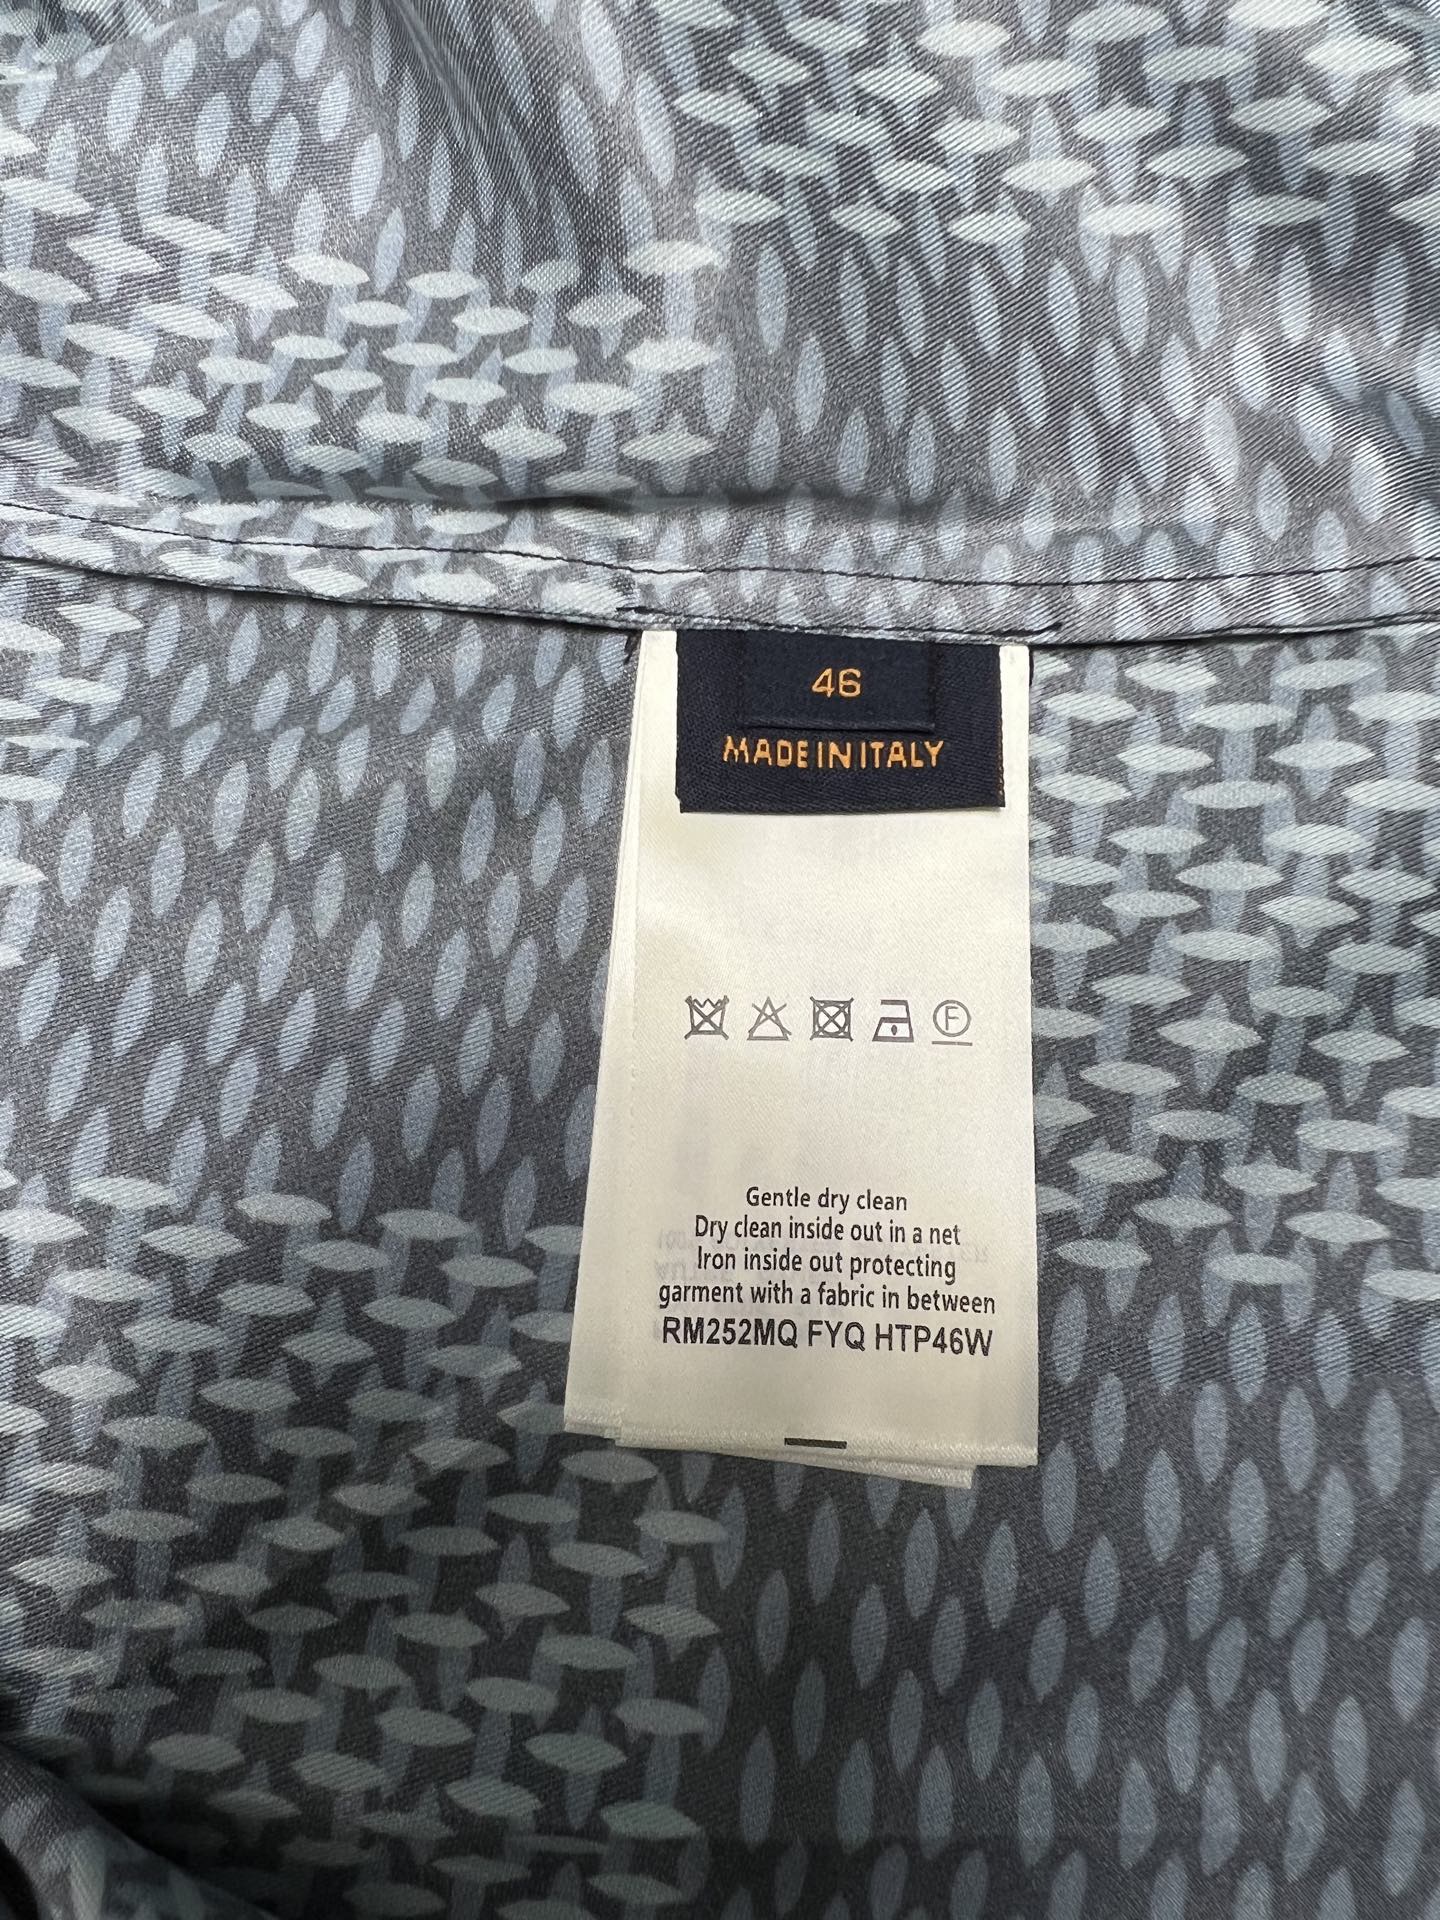 46
MADE IN ITALY
F
Gentle dry clean
Dry clean inside out in a net
Iron inside out protecting
garment with a fabric in between
RM252MQ FYQ HTP46W